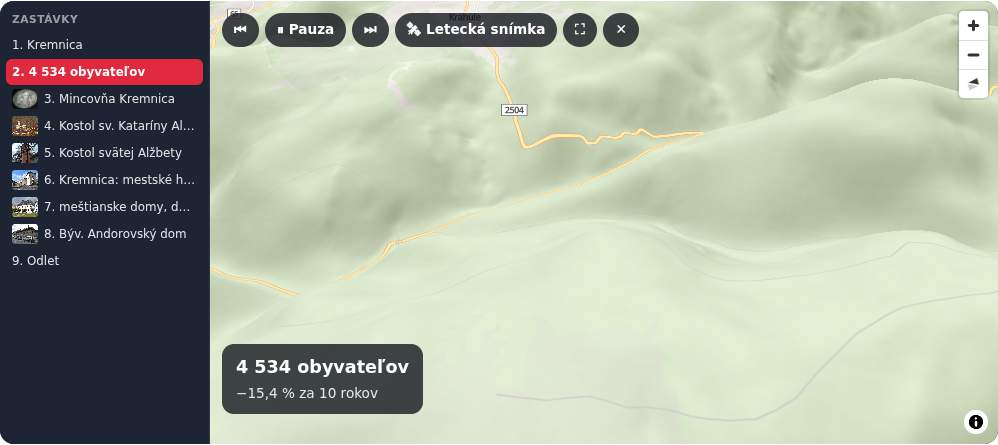 ZASTÁVKY
1. Kremnica
2. 4 534 obyvateľov
3. Mincovňa Kremnica
4. Kostol sv. Kataríny Al...
5. Kostol svätej Alžbety
6. Kremnica: mestské h...
7. meštianske domy, d...
8. Býv. Andorovský dom
9. Odlet
65
Krahule
Pauza
Letecká snímka
2504
4 534 obyvateľov
−15,4 % za 10 rokov